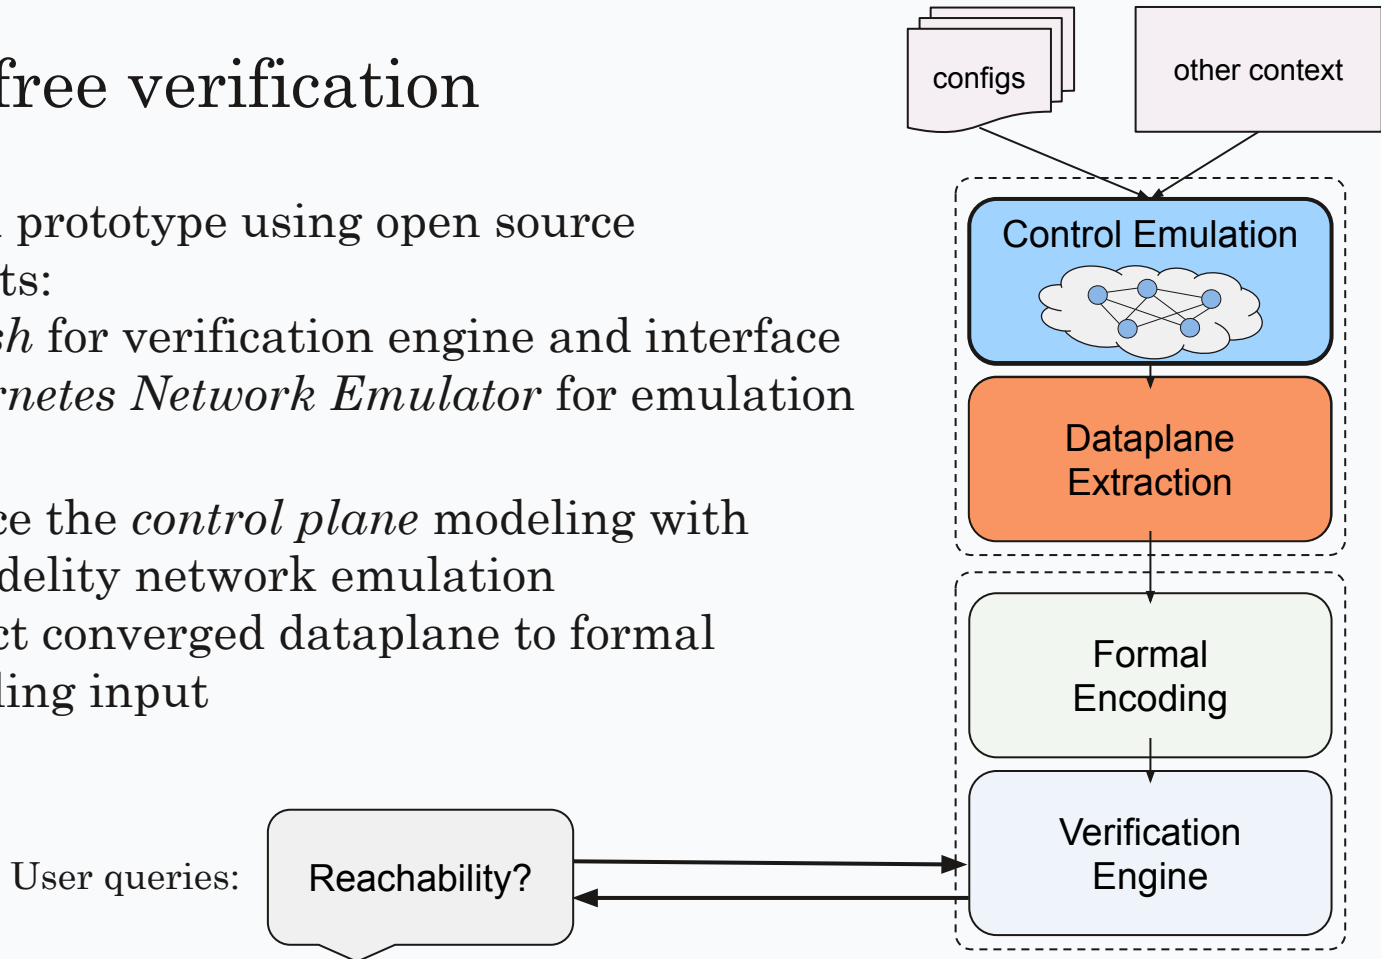 free verification
prototype using open source
ts:
sh for verification engine and interface
rnetes Network Emulator for emulation
ce the control plane modeling with
delity network emulation
ct converged dataplane to formal
ling input
User queries:
Reachability?
configs
other context
Control Emulation
Dataplane
Extraction
Formal
Encoding
Verification
Engine